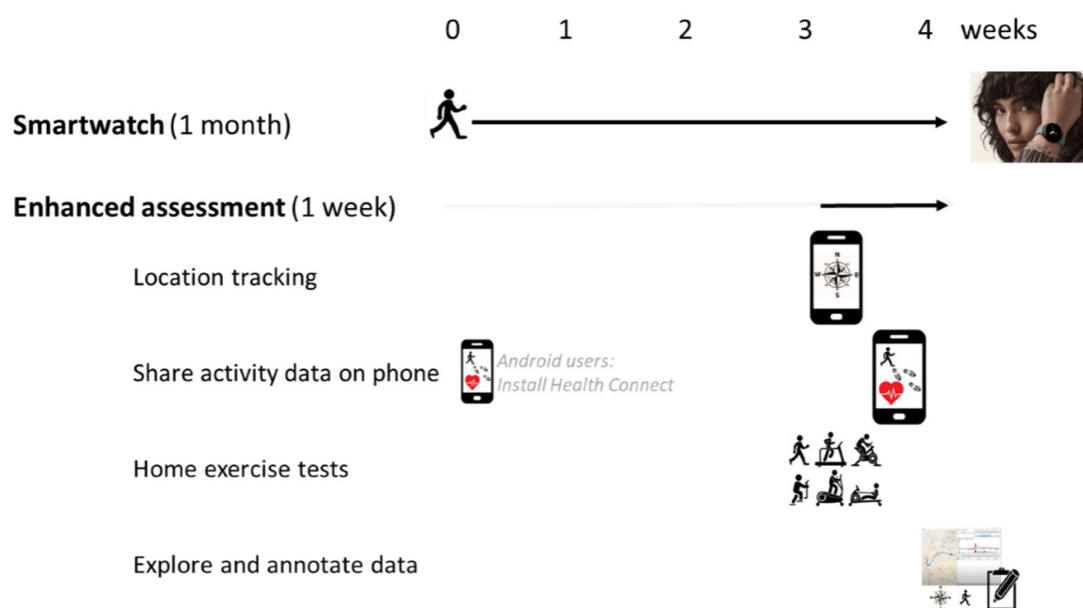 0 1 2 3 4 weeks
Smartwatch (1 month)
Enhanced assessment (1 week)
Location tracking
N
W E
S
Share activity data on phone
Android users:
Install Health Connect
Home exercise tests
Explore and annotate data